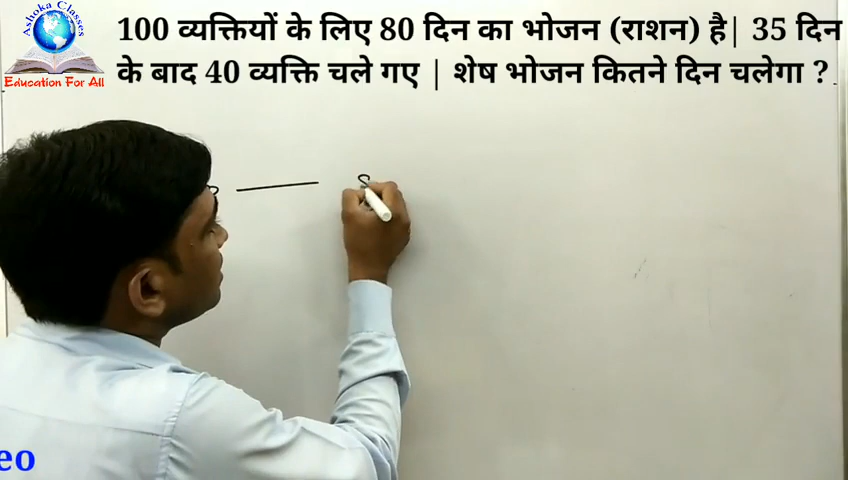 Ashoka Classes
100 व्यक्तियों के लिए 80 दिन का भोजन (राशन) है| 35 दिन
के बाद 40 व्यक्ति चले गए | शेष भोजन कितने दिन चलेगा ?
Education For All
eo